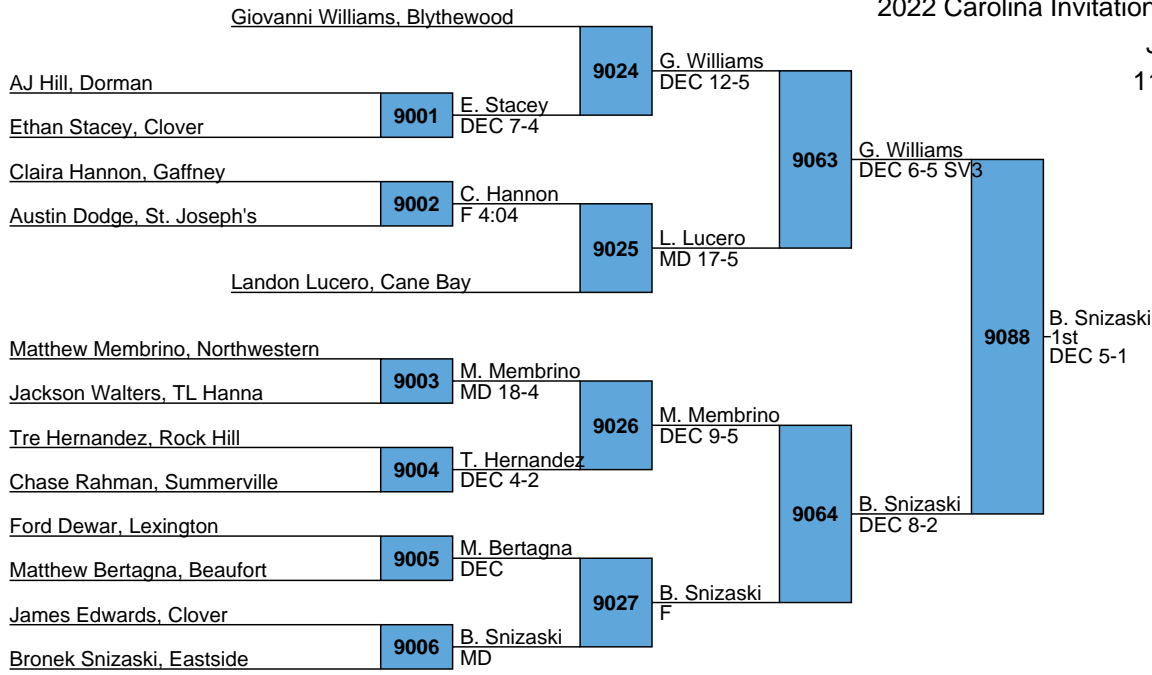 2022 Carolina Invitation
Giovanni Williams, Blythewood
9024
G. Williams
DEC 12-5
AJ Hill, Dorman
9001
E. Stacey
DEC 7-4
Ethan Stacey, Clover
9063
G. Williams
DEC 6-5 SV3
Claira Hannon, Gaffney
9002
C. Hannon
F 4:04
Austin Dodge, St. Joseph's
9025
L. Lucero
MD 17-5
Landon Lucero, Cane Bay
9088
B. Snizaski
1st
DEC 5-1
Matthew Membrino, Northwestern
9003
M. Membrino
MD 18-4
Jackson Walters, TL Hanna
9026
M. Membrino
DEC 9-5
Tre Hernandez, Rock Hill
9004
T. Hernandez
DEC 4-2
Chase Rahman, Summerville
9064
B. Snizaski
DEC 8-2
Ford Dewar, Lexington
9005
M. Bertagna
DEC
Matthew Bertagna, Beaufort
9027
B. Snizaski
F
James Edwards, Clover
9006
B. Snizaski
MD
Bronek Snizaski, Eastside